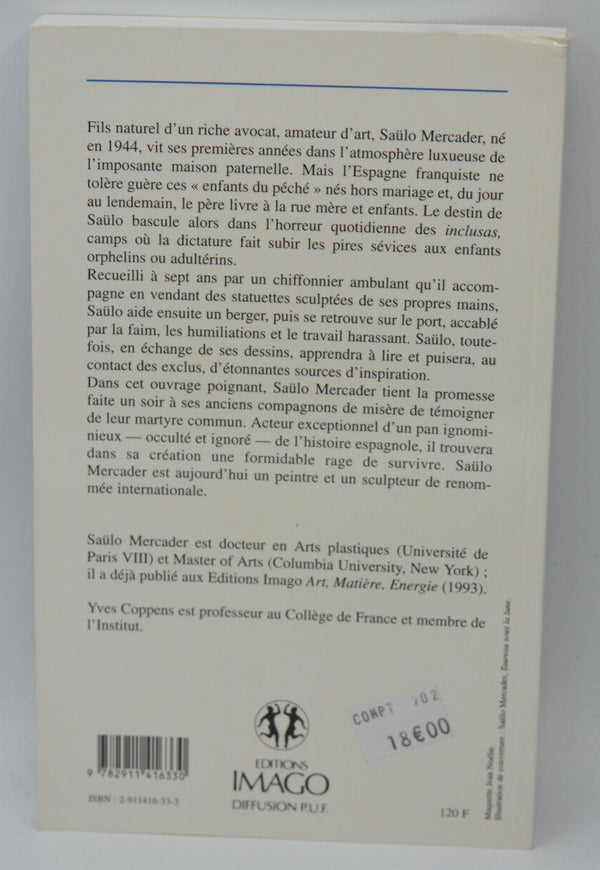 Fils naturel d'un riche avocat, amateur d'art, Saülo Mercader, né
en 1944, vit ses premières années dans l'atmosphère luxueuse de
l'imposante maison paternelle. Mais l'Espagne franquiste ne
tolère guère ces « enfants du péché » nés hors mariage et, du jour
au lendemain, le père livre à la rue mère et enfants. Le destin de
Saülo bascule alors dans l'horreur quotidienne des inclusas,
camps où la dictature fait subir les pires sévices aux enfants
orphelins ou adultérins.
Recueilli à sept ans par un chiffonnier ambulant qu'il accom-
pagne en vendant des statuettes sculptées de ses propres mains,
Saülo aide ensuite un berger, puis se retrouve sur le port, accablé
par la faim, les humiliations et le travail harassant. Saülo, toute-
fois, en échange de ses dessins, apprendra à lire et puisera, au
contact des exclus, d'étonnantes sources d'inspiration.
Dans cet ouvrage poignant, Saülo Mercader tient la promesse
faite un soir à ses anciens compagnons de misère de témoigner
de leur martyre commun. Acteur exceptionnel d'un pan ignomi-
nieux — occulté et ignoré — de l'histoire espagnole, il trouvera
dans sa création une formidable rage de survivre. Saülo
Mercader est aujourd'hui un peintre et un sculpteur de renom-
mée internationale.
Saülo Mercader est docteur en Arts plastiques (Université de
Paris VIII) et Master of Arts (Columbia University, New York) ;
il a déjà publié aux Editions Imago Art, Matière, Energie (1993).
Yves Coppens est professeur au Collège de France et membre de
l'Institut.
COMPT 702
18€00
EDITIONS
IMAGO
DIFFUSION P.U.F.
9 782911 416330
ISBN : 2-911416-33-3
120 F
Maquette Jean Noëlie.
Illustration de couverture : Saülo Mercader, Taureau sous la lune.